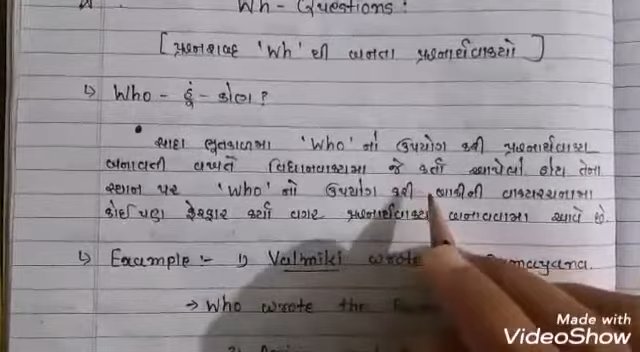 Wh - Questions :
[ પ્રશ્નશબ્દ 'Wh' થી બનતા પ્રશ્નાર્થવાક્યો ]
Who - હું - કોણ ?
સાદા ભૂતકાળમા 'Who' નો ઉપયોગ કરી પ્રશ્નાર્થવાક્ય
બનાવતી વખતે વિધાનવાક્યમા જે કર્તા આપેલો હોય તેના
સ્થાન પર 'Who' નો ઉપયોગ કરી બાકીની વાક્યરચનામા
કોઈપણ ફેરફાર કર્યા વગર પ્રશ્નાર્થવાક્ય બનાવવામા આવે છે.
Example :- 1) Valmiki wrote
→ Who wrote the
Made with
VideoShow